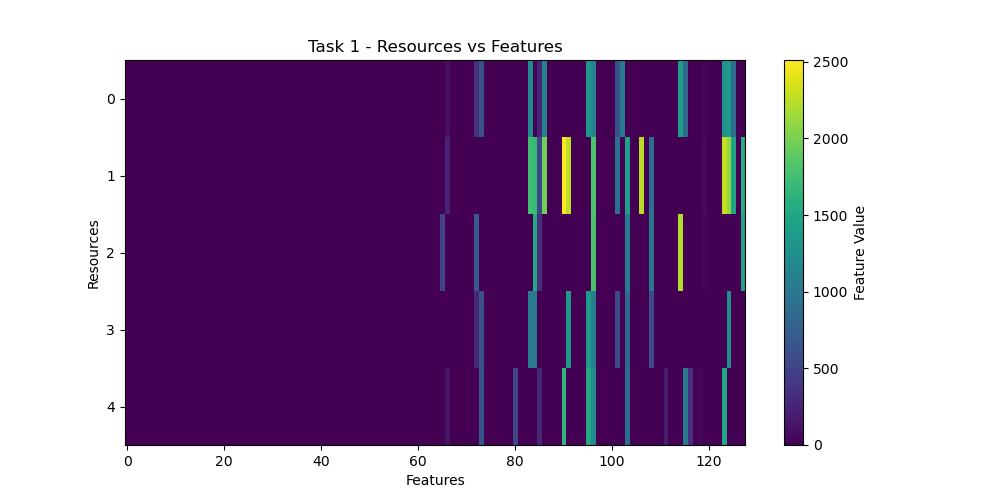 Task 1 - Resources vs Features
Resources
0
1
2
3
4
0 20 40 60 80 100 120
Features
2500
2000
1500
1000
500
0
Feature Value